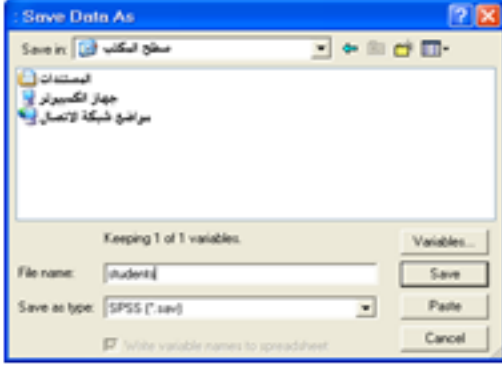 : Save Data As
Save in: سطح المكتب
المستندات
جهاز الكمبيوتر
مواضع شبكة الاتصال
Keeping 1 of 1 variables.
Variables...
File name: students
Save
Save as type: SPSS (*.sav)
Paste
Write variable names to spreadsheet
Cancel